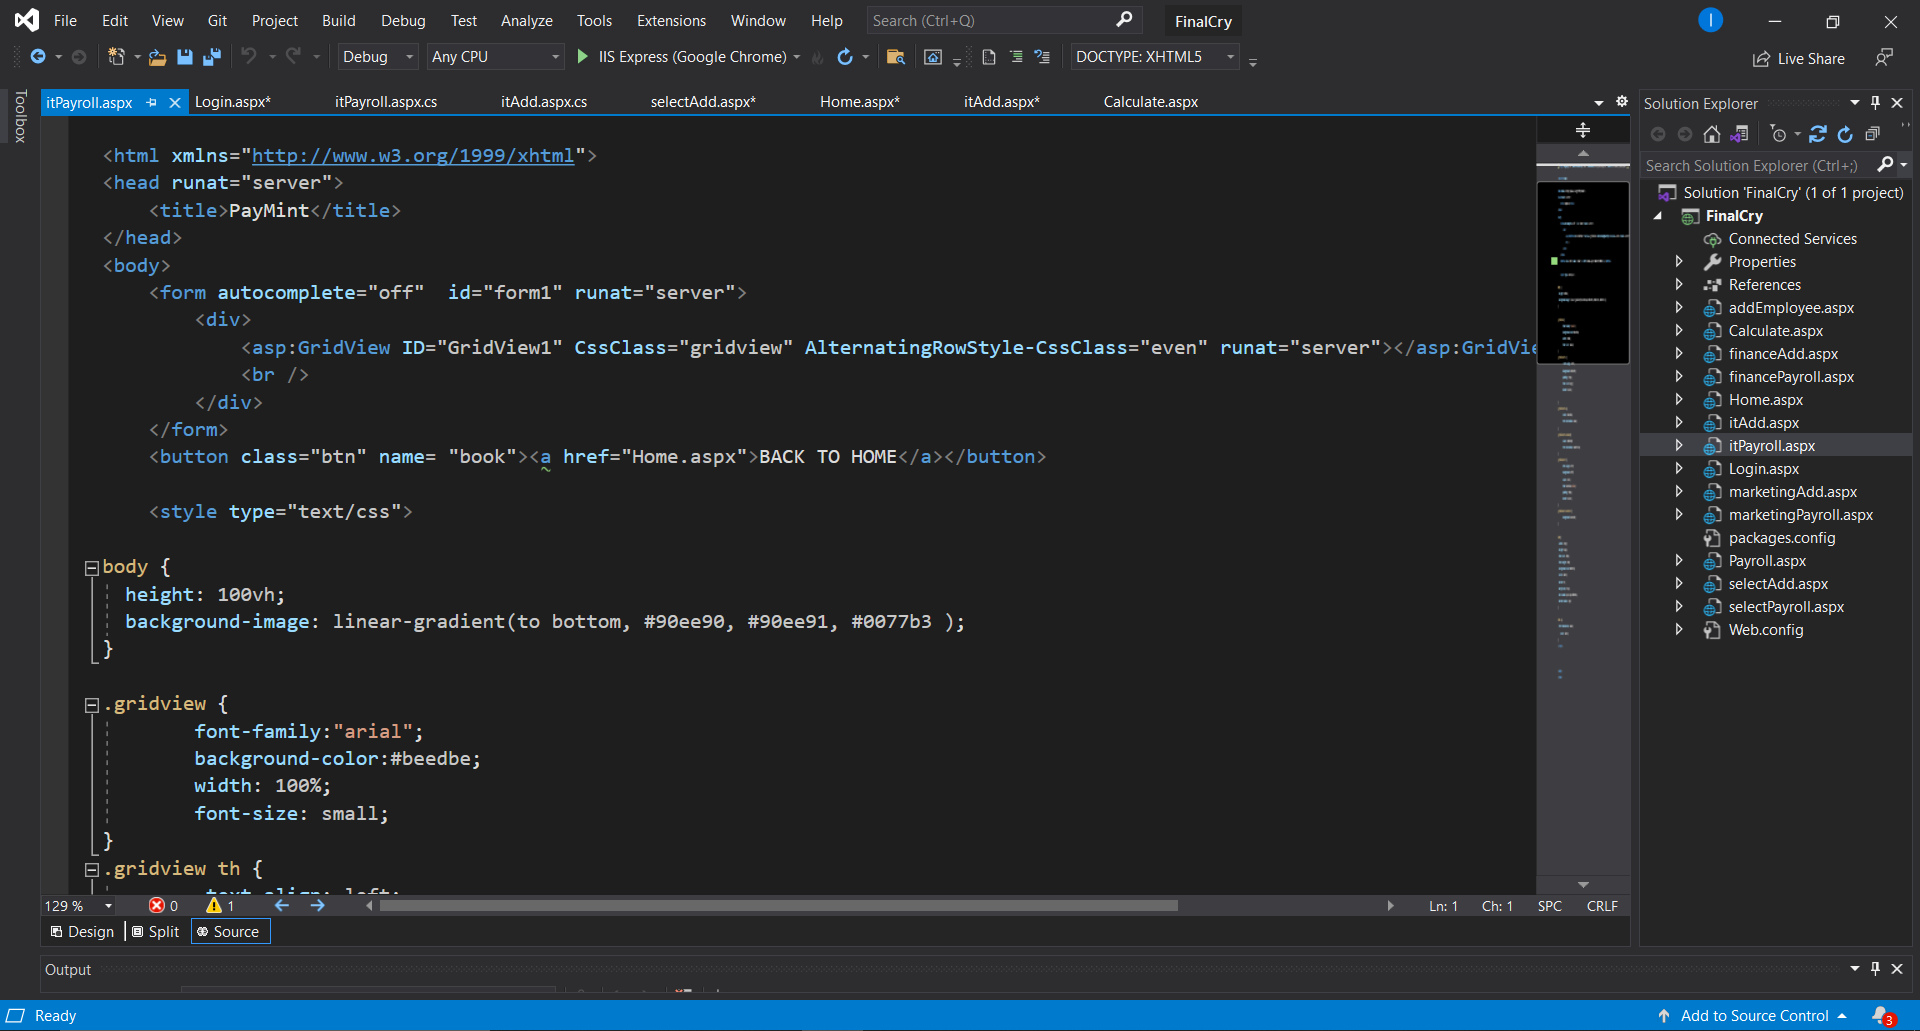 File Edit View Git Project Build Debug Test Analyze Tools Extensions Window Help Search (Ctrl+Q) FinalCry I
Debug Any CPU IIS Express (Google Chrome) DOCTYPE: XHTML5 Live Share
Toolbox
itPayroll.aspx Login.aspx* itPayroll.aspx.cs itAdd.aspx.cs selectAdd.aspx* Home.aspx* itAdd.aspx* Calculate.aspx
<html xmlns="http://www.w3.org/1999/xhtml">
<head runat="server">
<title>PayMint</title>
</head>
<body>
<form autocomplete="off"  id="form1" runat="server">
<div>
<asp:GridView ID="GridView1" CssClass="gridview" AlternatingRowStyle-CssClass="even" runat="server"></asp:GridVie
<br />
</div>
</form>
<button class="btn" name= "book"><a href="Home.aspx">BACK TO HOME</a></button>
<style type="text/css">
body {
height: 100vh;
background-image: linear-gradient(to bottom, #90ee90, #90ee91, #0077b3 );
}
.gridview {
font-family:"arial";
background-color:#beedbe;
width: 100%;
font-size: small;
}
.gridview th {
text-align: left;
129 % 0 1 Ln: 1 Ch: 1 SPC CRLF
Design Split Source
Output
Solution Explorer
Search Solution Explorer (Ctrl+;)
Solution 'FinalCry' (1 of 1 project)
FinalCry
Connected Services
Properties
References
addEmployee.aspx
Calculate.aspx
financeAdd.aspx
financePayroll.aspx
Home.aspx
itAdd.aspx
itPayroll.aspx
Login.aspx
marketingAdd.aspx
marketingPayroll.aspx
packages.config
Payroll.aspx
selectAdd.aspx
selectPayroll.aspx
Web.config
Ready Add to Source Control 3